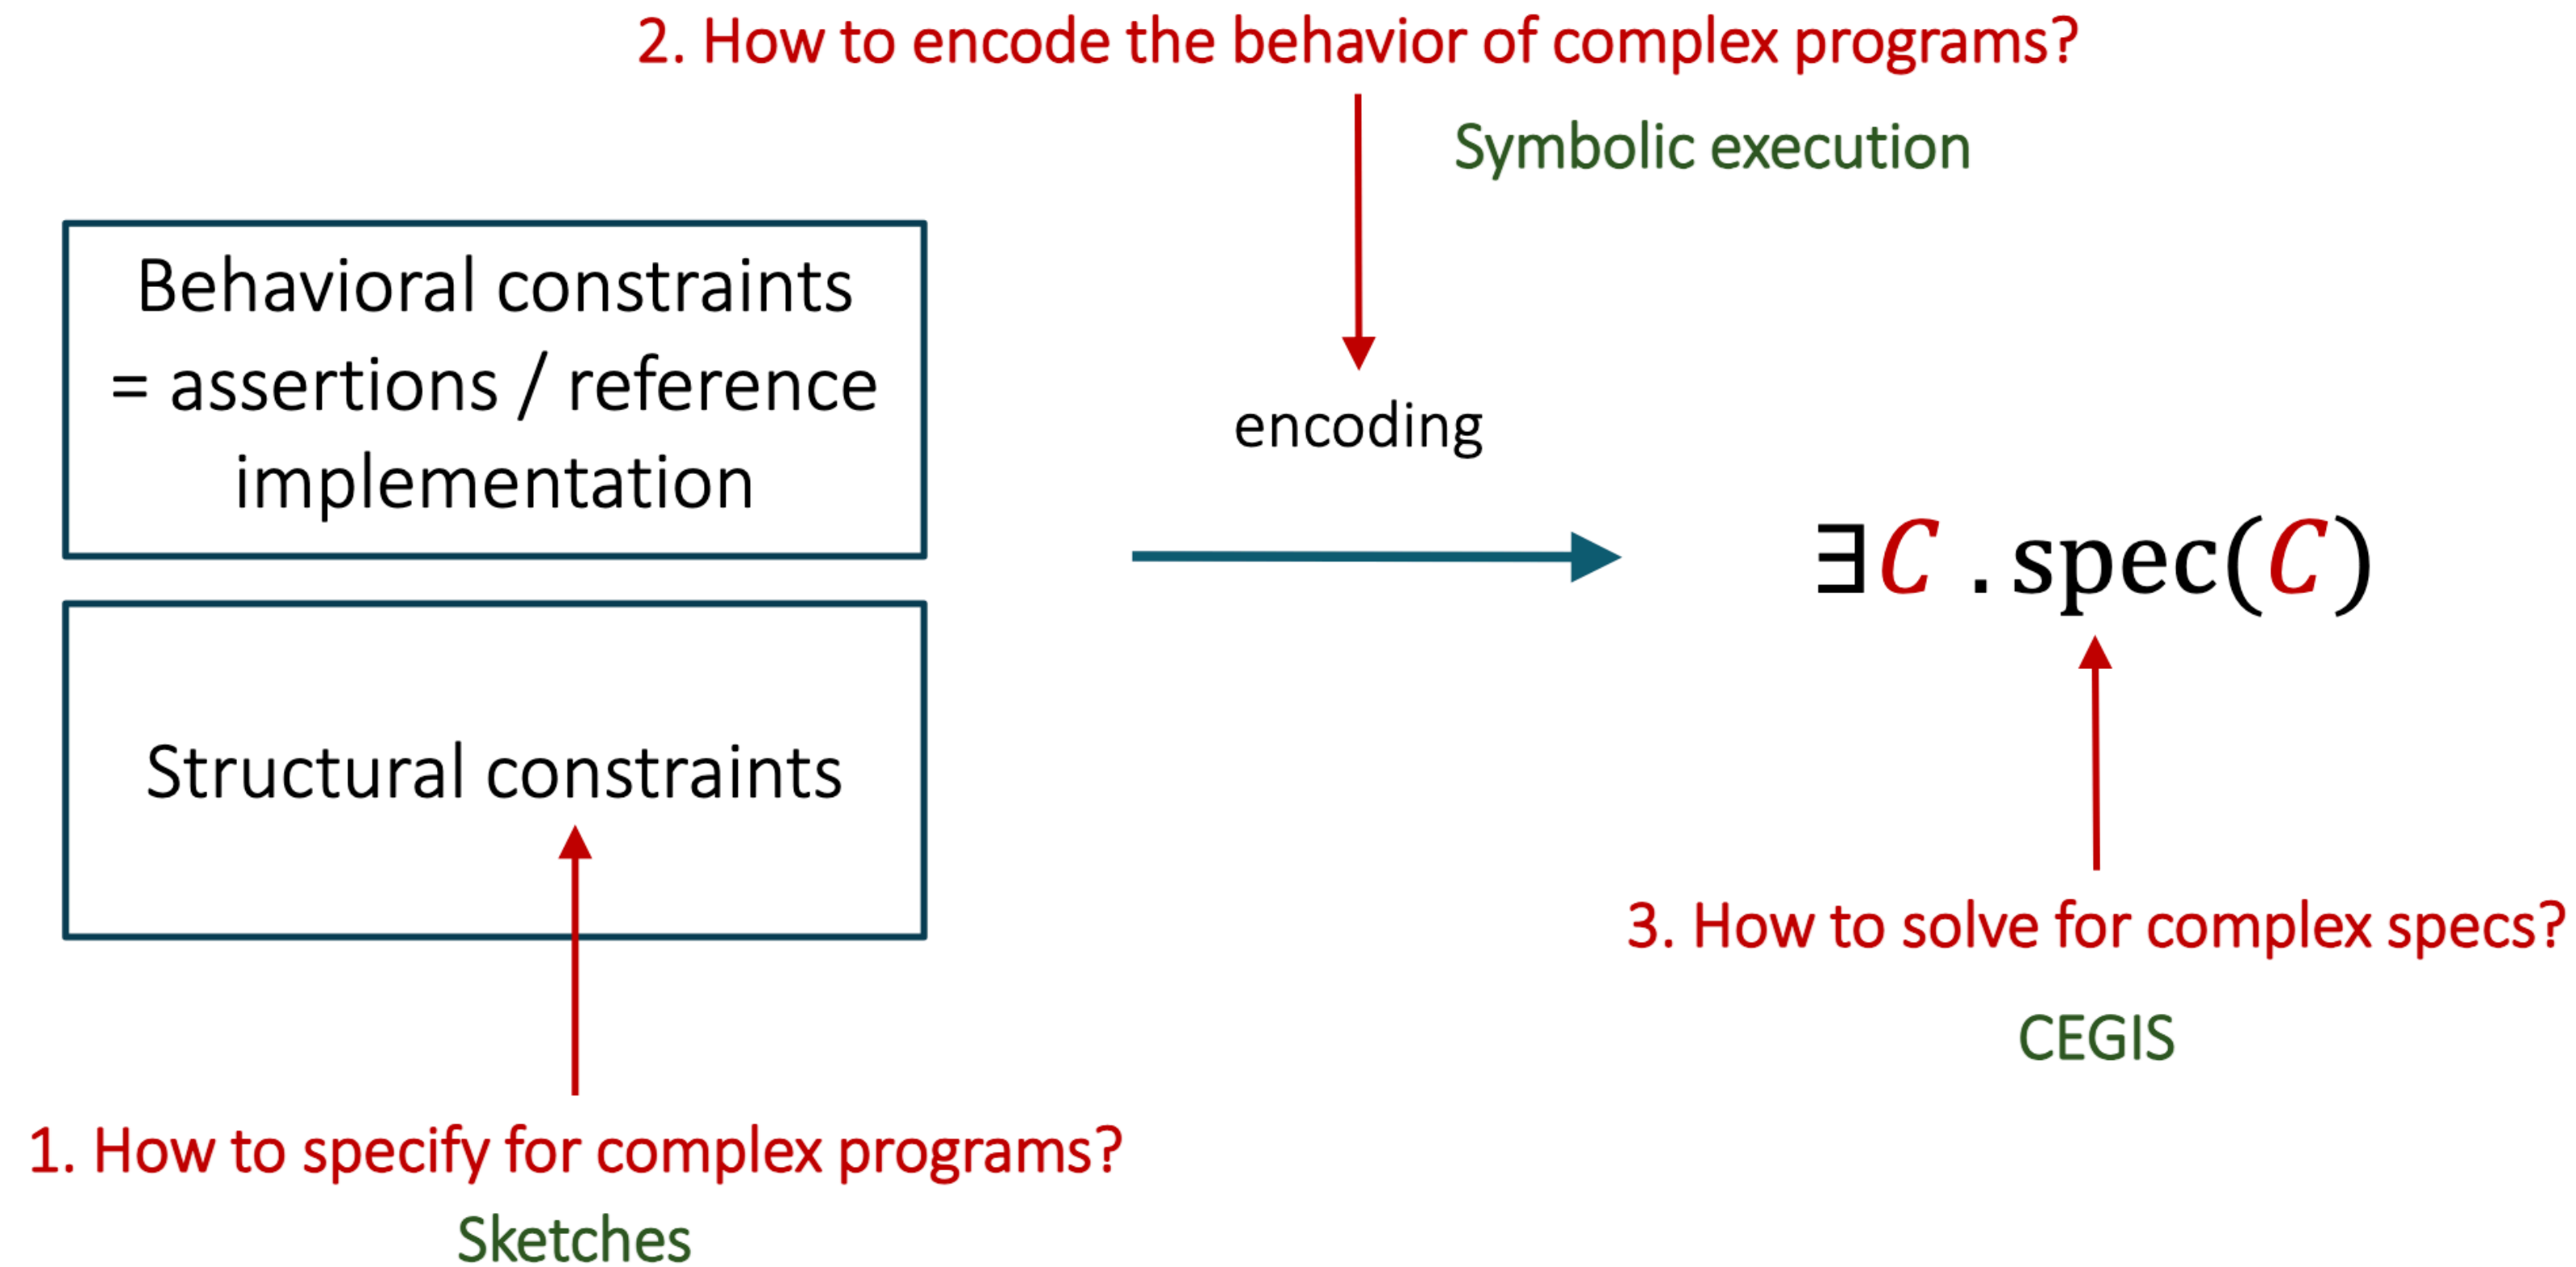 2. How to encode the behavior of complex programs?
Symbolic execution
Behavioral constraints
= assertions / reference
implementation
encoding
∃C . spec(C)
Structural constraints
3. How to solve for complex specs?
CEGIS
1. How to specify for complex programs?
Sketches